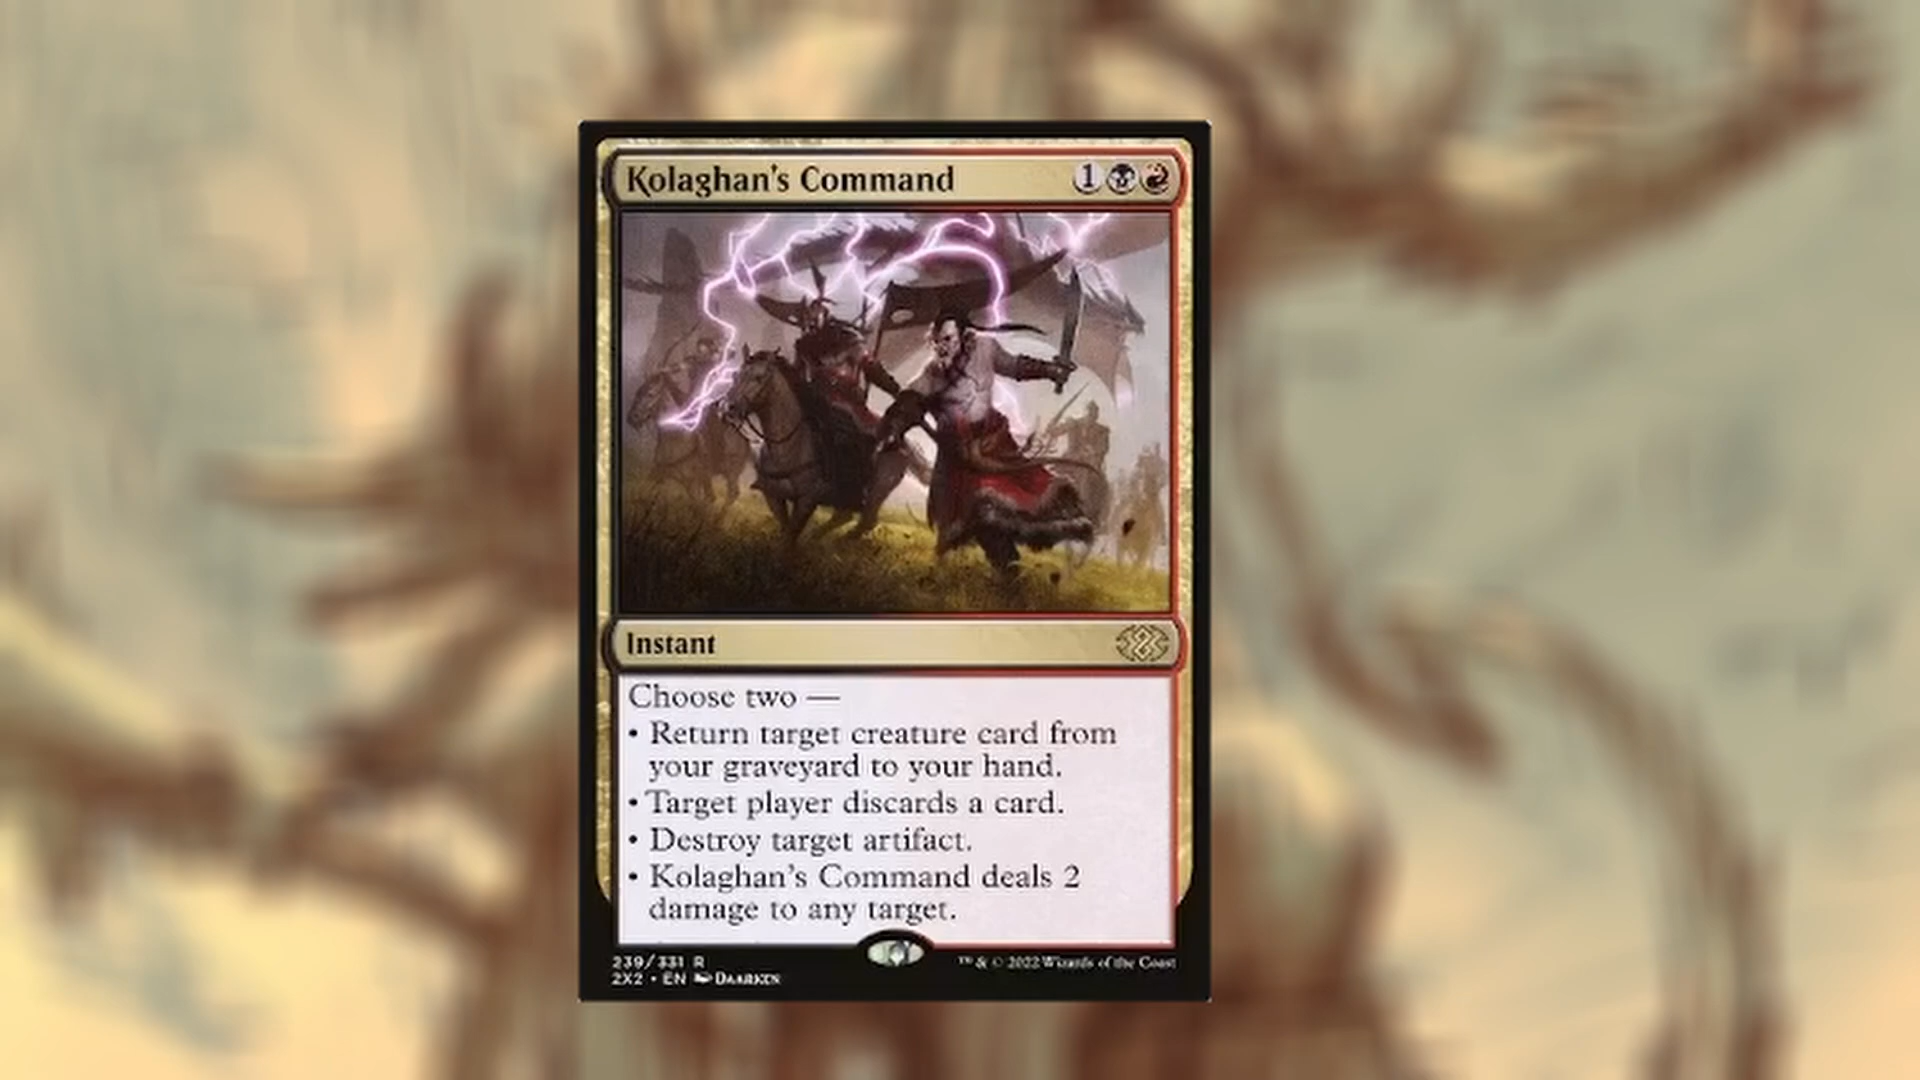 Kolaghan's Command 1
Instant
Choose two —
• Return target creature card from
your graveyard to your hand.
• Target player discards a card.
• Destroy target artifact.
• Kolaghan's Command deals 2
damage to any target.
239/331 R
2X2 • EN DAARKEN
™ & © 2022 Wizards of the Coast